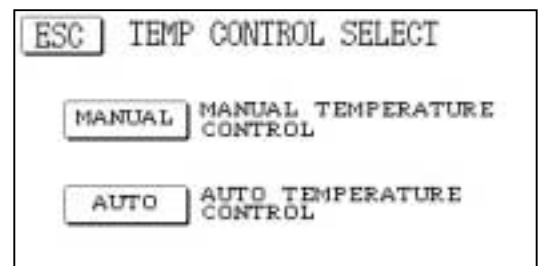 ESC TEMP CONTROL SELECT
MANUAL MANUAL TEMPERATURE
CONTROL
AUTO AUTO TEMPERATURE
CONTROL